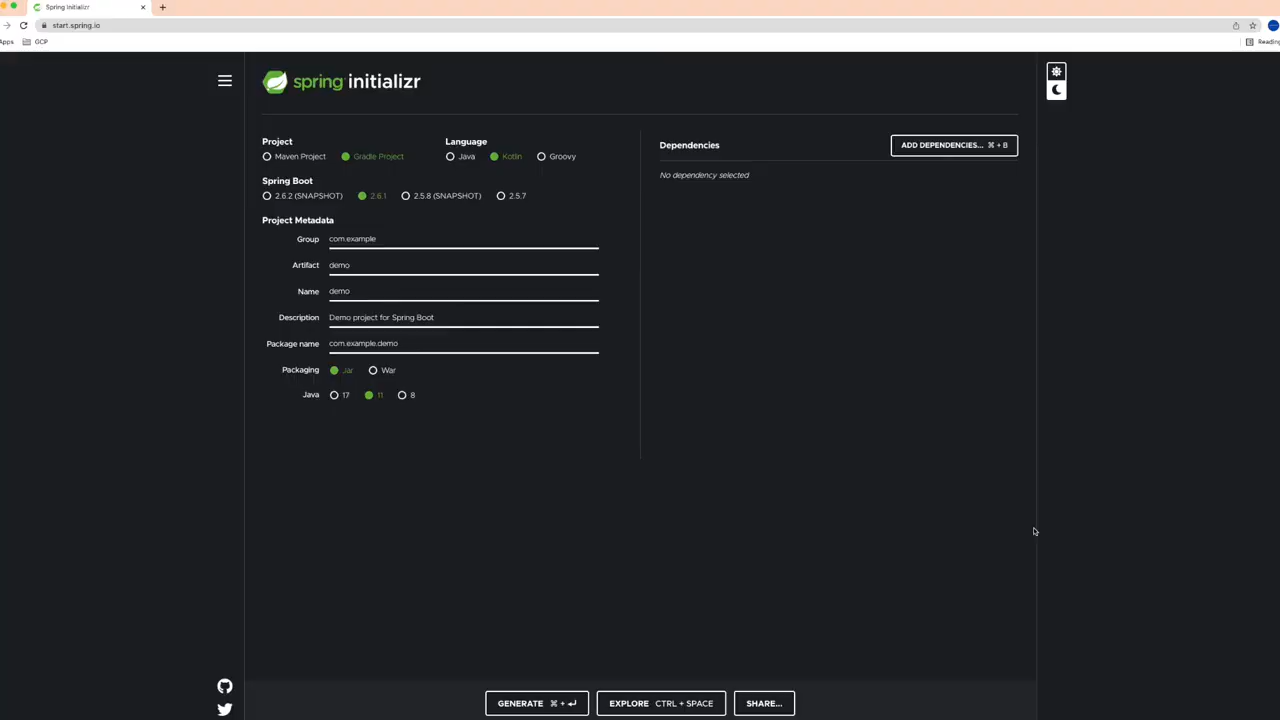 Spring Initializr
start.spring.io
Apps GCP Reading
spring initializr
Project
Maven Project Gradle Project
Language
Java Kotlin Groovy
Spring Boot
2.6.2 (SNAPSHOT) 2.6.1 2.5.8 (SNAPSHOT) 2.5.7
Project Metadata
Group com.example
Artifact demo
Name demo
Description Demo project for Spring Boot
Package name com.example.demo
Packaging Jar War
Java 17 11 8
Dependencies ADD DEPENDENCIES... ⌘ + B
No dependency selected
GENERATE ⌘ + ↵ EXPLORE CTRL + SPACE SHARE...